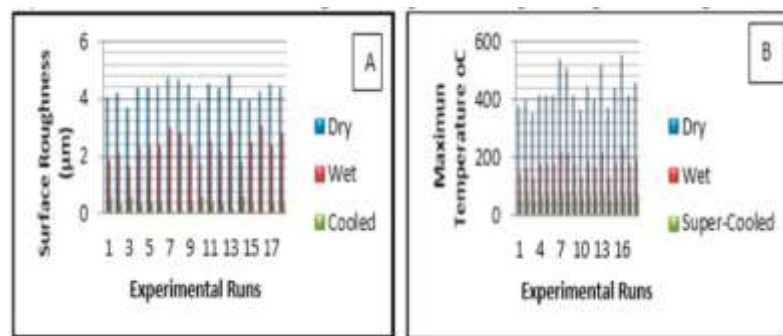 A
Surface Roughness
(µm)
6
4
2
0
1 3 5 7 9 11 13 15 17
Experimental Runs
Dry
Wet
Cooled
B
Maximun
Temperature oC
600
400
200
0
1 4 7 10 13 16
Experimental Runs
Dry
Wet
Super-Cooled